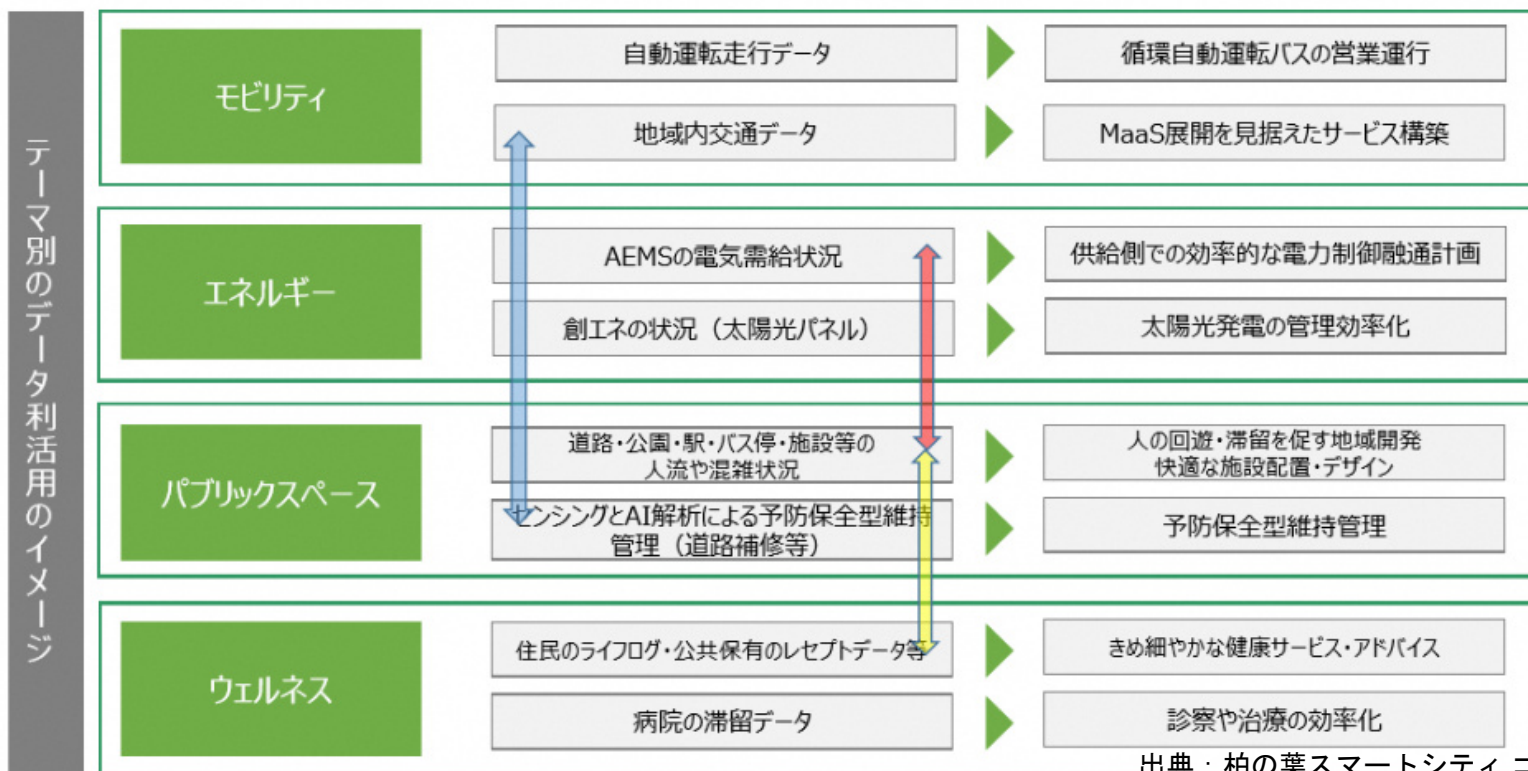 テーマ別のデータ利活用のイメージ
モビリティ
自動運転走行データ
循環自動運転バスの営業運行
地域内交通データ
MaaS展開を見据えたサービス構築
エネルギー
AEMSの電気需給状況
供給側での効率的な電力制御融通計画
創エネの状況（太陽光パネル）
太陽光発電の管理効率化
パブリックスペース
道路・公園・駅・バス停・施設等の
人流や混雑状況
人の回遊・滞留を促す地域開発
快適な施設配置・デザイン
センシングとAI解析による予防保全型維持
管理（道路補修等）
予防保全型維持管理
ウェルネス
住民のライフログ・公共保有のレセプトデータ等
きめ細やかな健康サービス・アドバイス
病院の滞留データ
診察や治療の効率化
出典：柏の葉スマートシティ コ